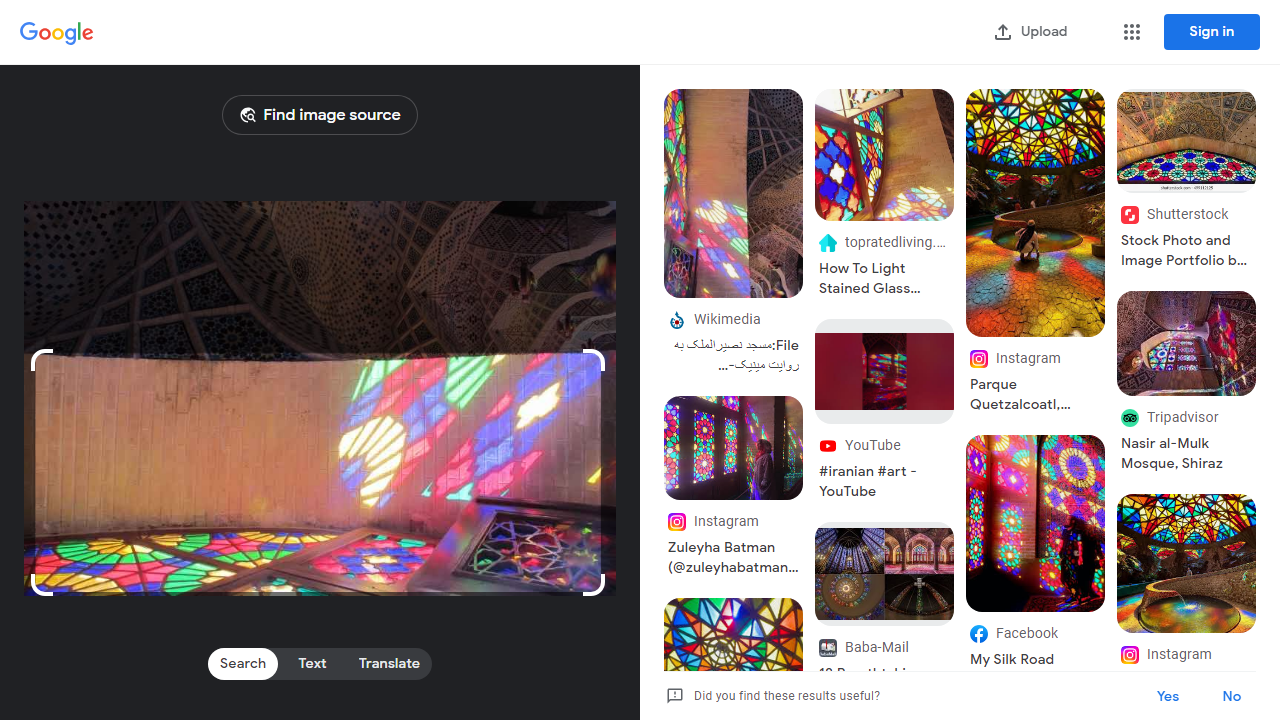 Google
Upload
Sign in
Find image source
Search
Text
Translate
Wikimedia
File:مسجد نصیرالملک به
روایت مینیک-...
Instagram
Zuleyha Batman
(@zuleyhabatman...
topratedliving....
How To Light
Stained Glass...
YouTube
#iranian #art -
YouTube
Baba-Mail
Instagram
Parque
Quetzalcoatl,...
Facebook
My Silk Road
Shutterstock
Stock Photo and
Image Portfolio b...
Tripadvisor
Nasir al-Mulk
Mosque, Shiraz
Instagram
Did you find these results useful?
Yes
No